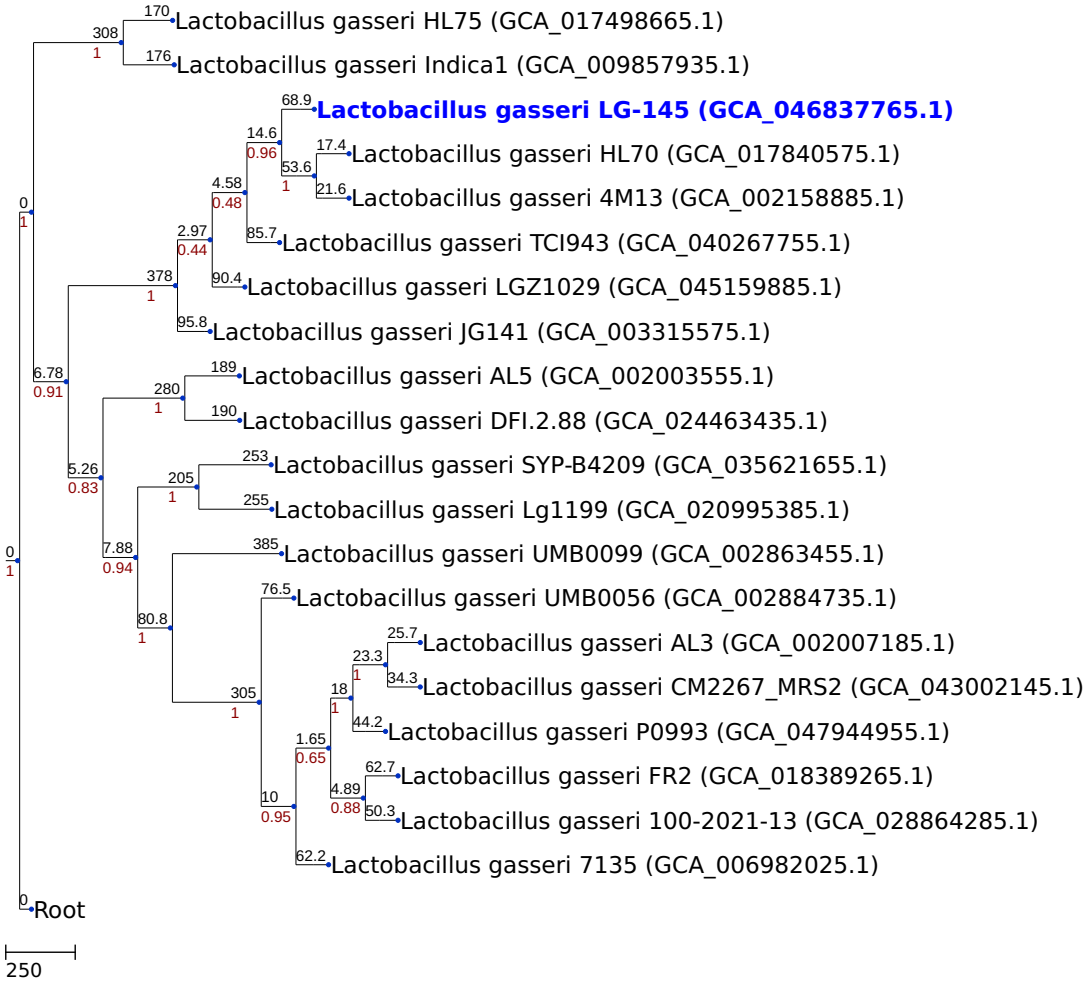 170 Lactobacillus gasseri HL75 (GCA_017498665.1)
308
1
176 Lactobacillus gasseri Indica1 (GCA_009857935.1)
68.9 Lactobacillus gasseri LG-145 (GCA_046837765.1)
14.6
0.96
17.4 Lactobacillus gasseri HL70 (GCA_017840575.1)
53.6
1
21.6 Lactobacillus gasseri 4M13 (GCA_002158885.1)
4.58
0.48
85.7 Lactobacillus gasseri TCI943 (GCA_040267755.1)
2.97
0.44
90.4 Lactobacillus gasseri LGZ1029 (GCA_045159885.1)
378
1
95.8 Lactobacillus gasseri JG141 (GCA_003315575.1)
0
1
6.78
0.91
189 Lactobacillus gasseri AL5 (GCA_002003555.1)
280
1
190 Lactobacillus gasseri DFI.2.88 (GCA_024463435.1)
5.26
0.83
253 Lactobacillus gasseri SYP-B4209 (GCA_035621655.1)
205
1
255 Lactobacillus gasseri Lg1199 (GCA_020995385.1)
7.88
0.94
385 Lactobacillus gasseri UMB0099 (GCA_002863455.1)
0
1
76.5 Lactobacillus gasseri UMB0056 (GCA_002884735.1)
80.8
1
25.7 Lactobacillus gasseri AL3 (GCA_002007185.1)
23.3
1
34.3 Lactobacillus gasseri CM2267_MRS2 (GCA_043002145.1)
305
1
18
1
44.2 Lactobacillus gasseri P0993 (GCA_047944955.1)
1.65
0.65
62.7 Lactobacillus gasseri FR2 (GCA_018389265.1)
4.89
0.88
50.3 Lactobacillus gasseri 100-2021-13 (GCA_028864285.1)
10
0.95
62.2 Lactobacillus gasseri 7135 (GCA_006982025.1)
0 Root
250